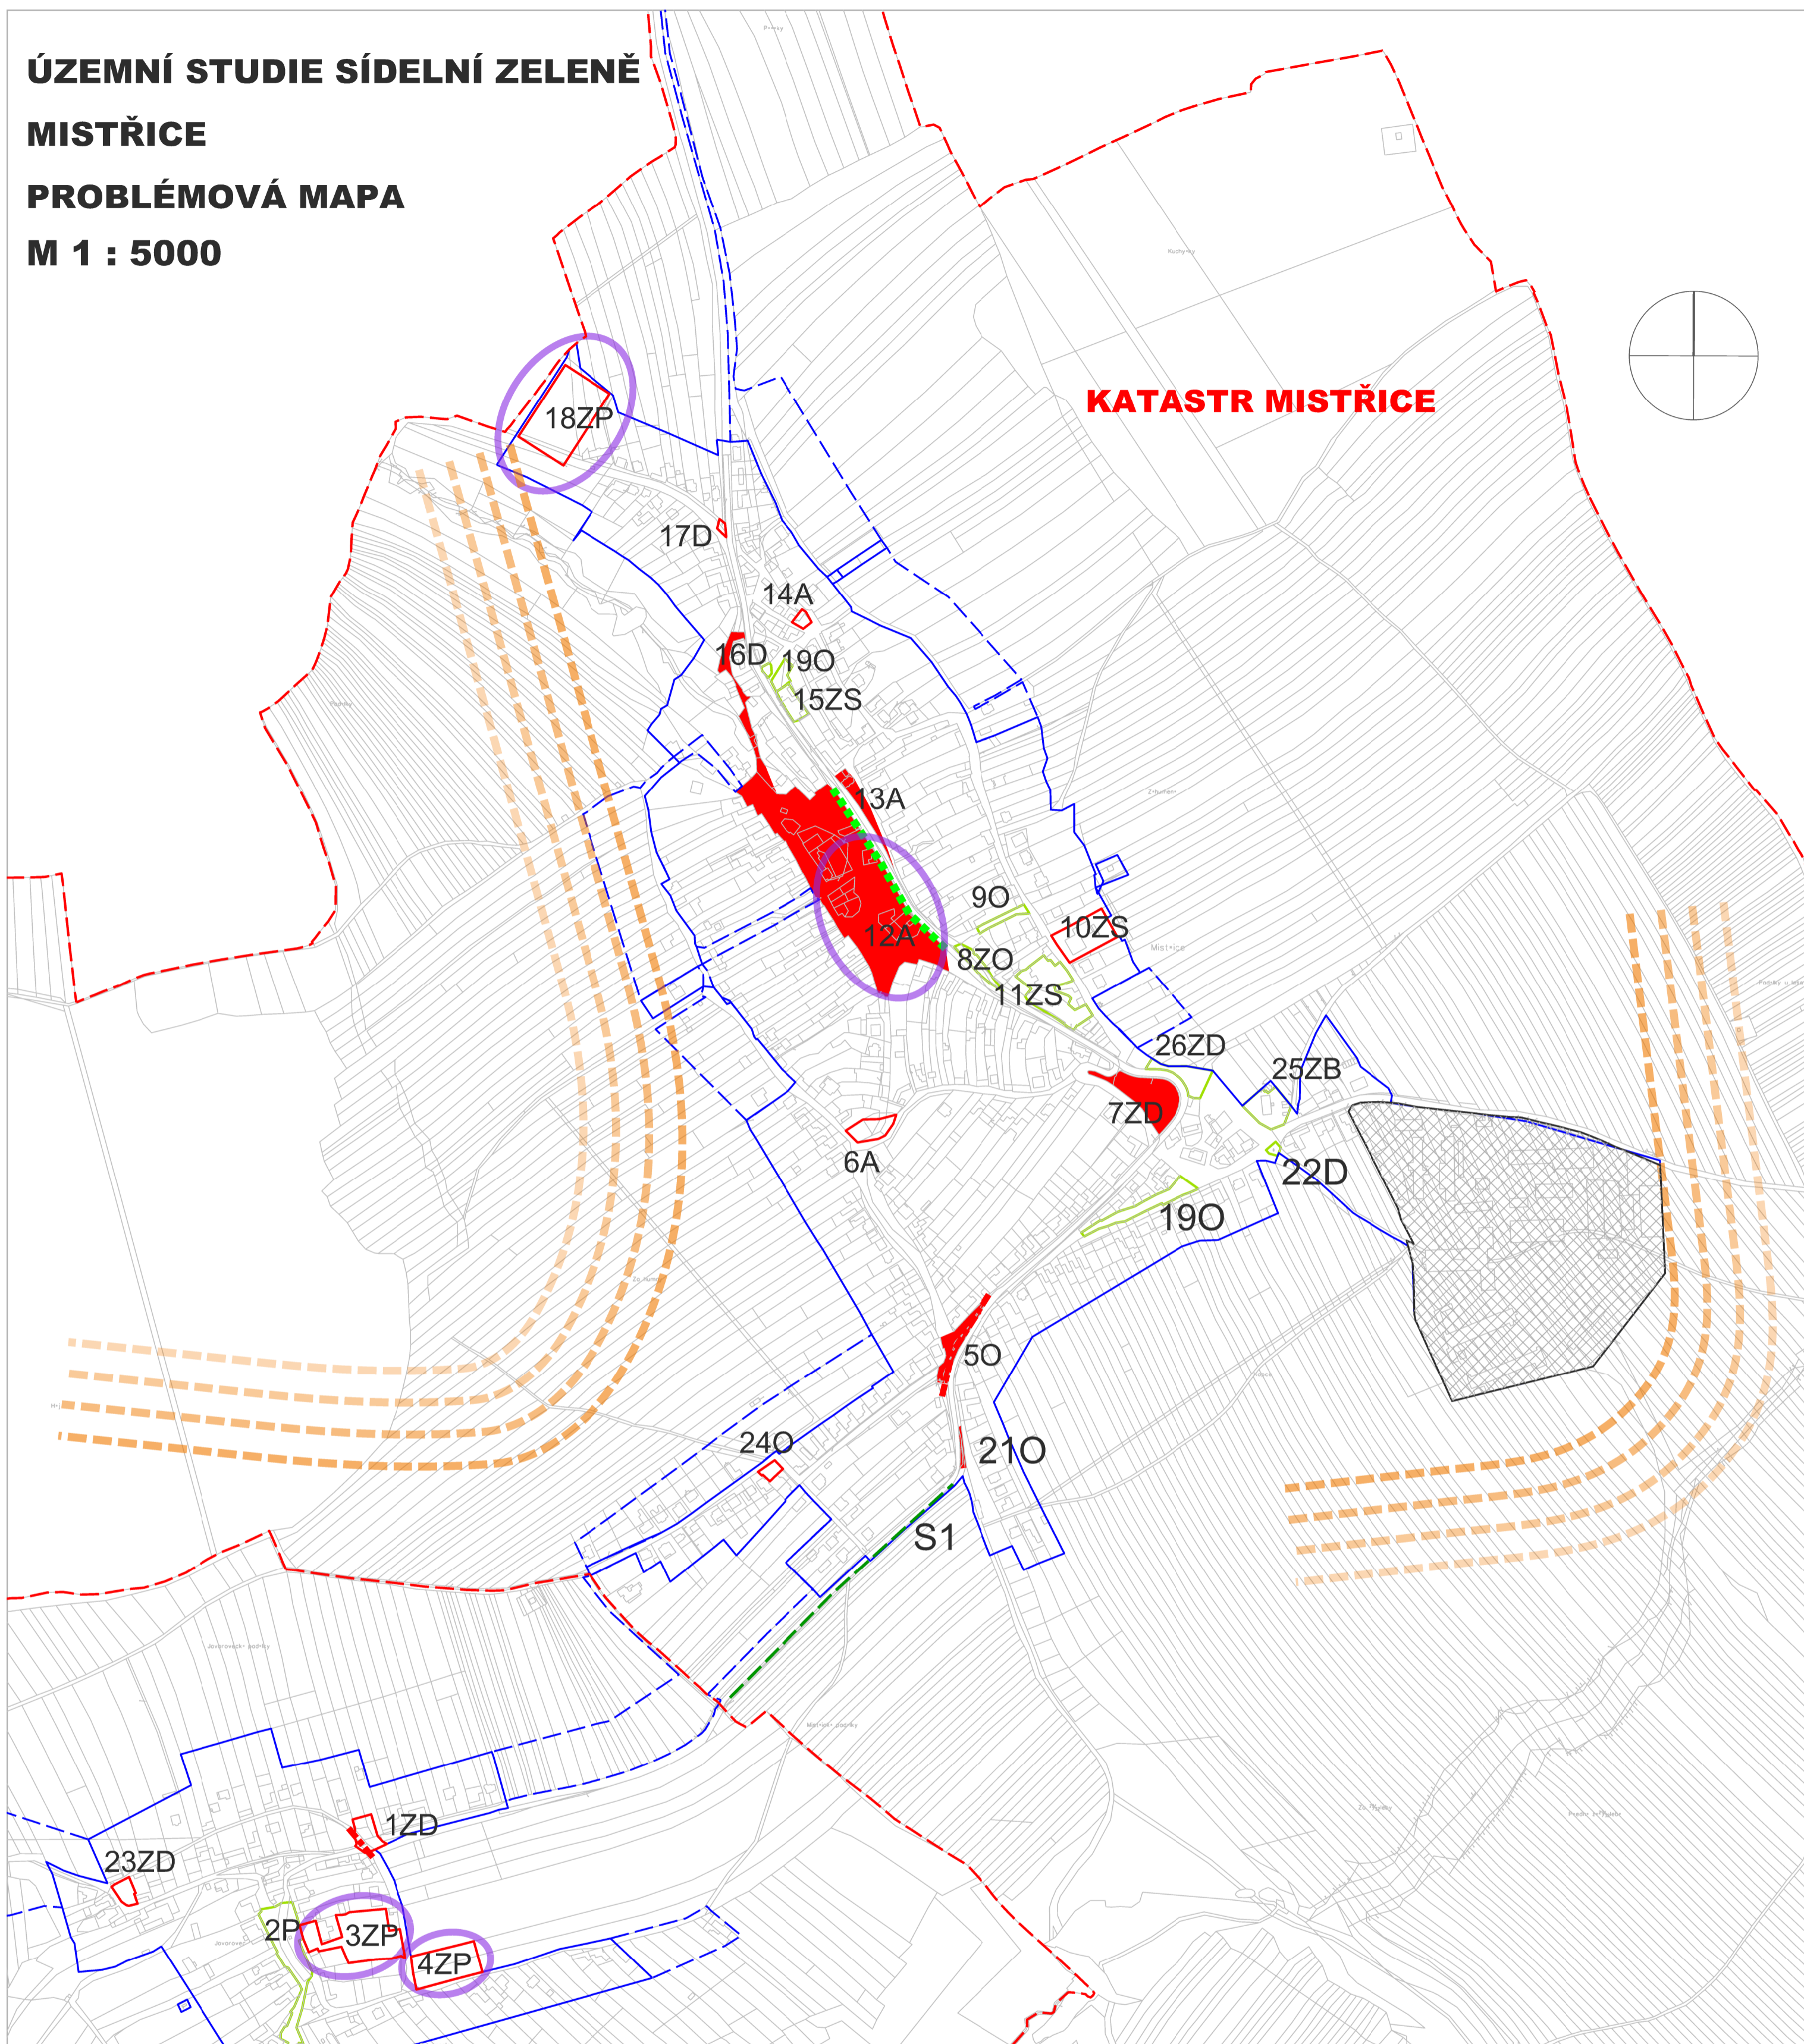 ÚZEMNÍ STUDIE SÍDELNÍ ZELENĚ
MISTŘICE
PROBLÉMOVÁ MAPA
M 1 : 5000
KATASTR MISTŘICE
18ZP
17D
14A
16D
19O
15ZS
13A
9O
12A
10ZS
8ZO
11ZS
26ZD
25ZB
7ZD
6A
22D
19O
5O
24O
21O
S1
1ZD
23ZD
2P
3ZP
4ZP